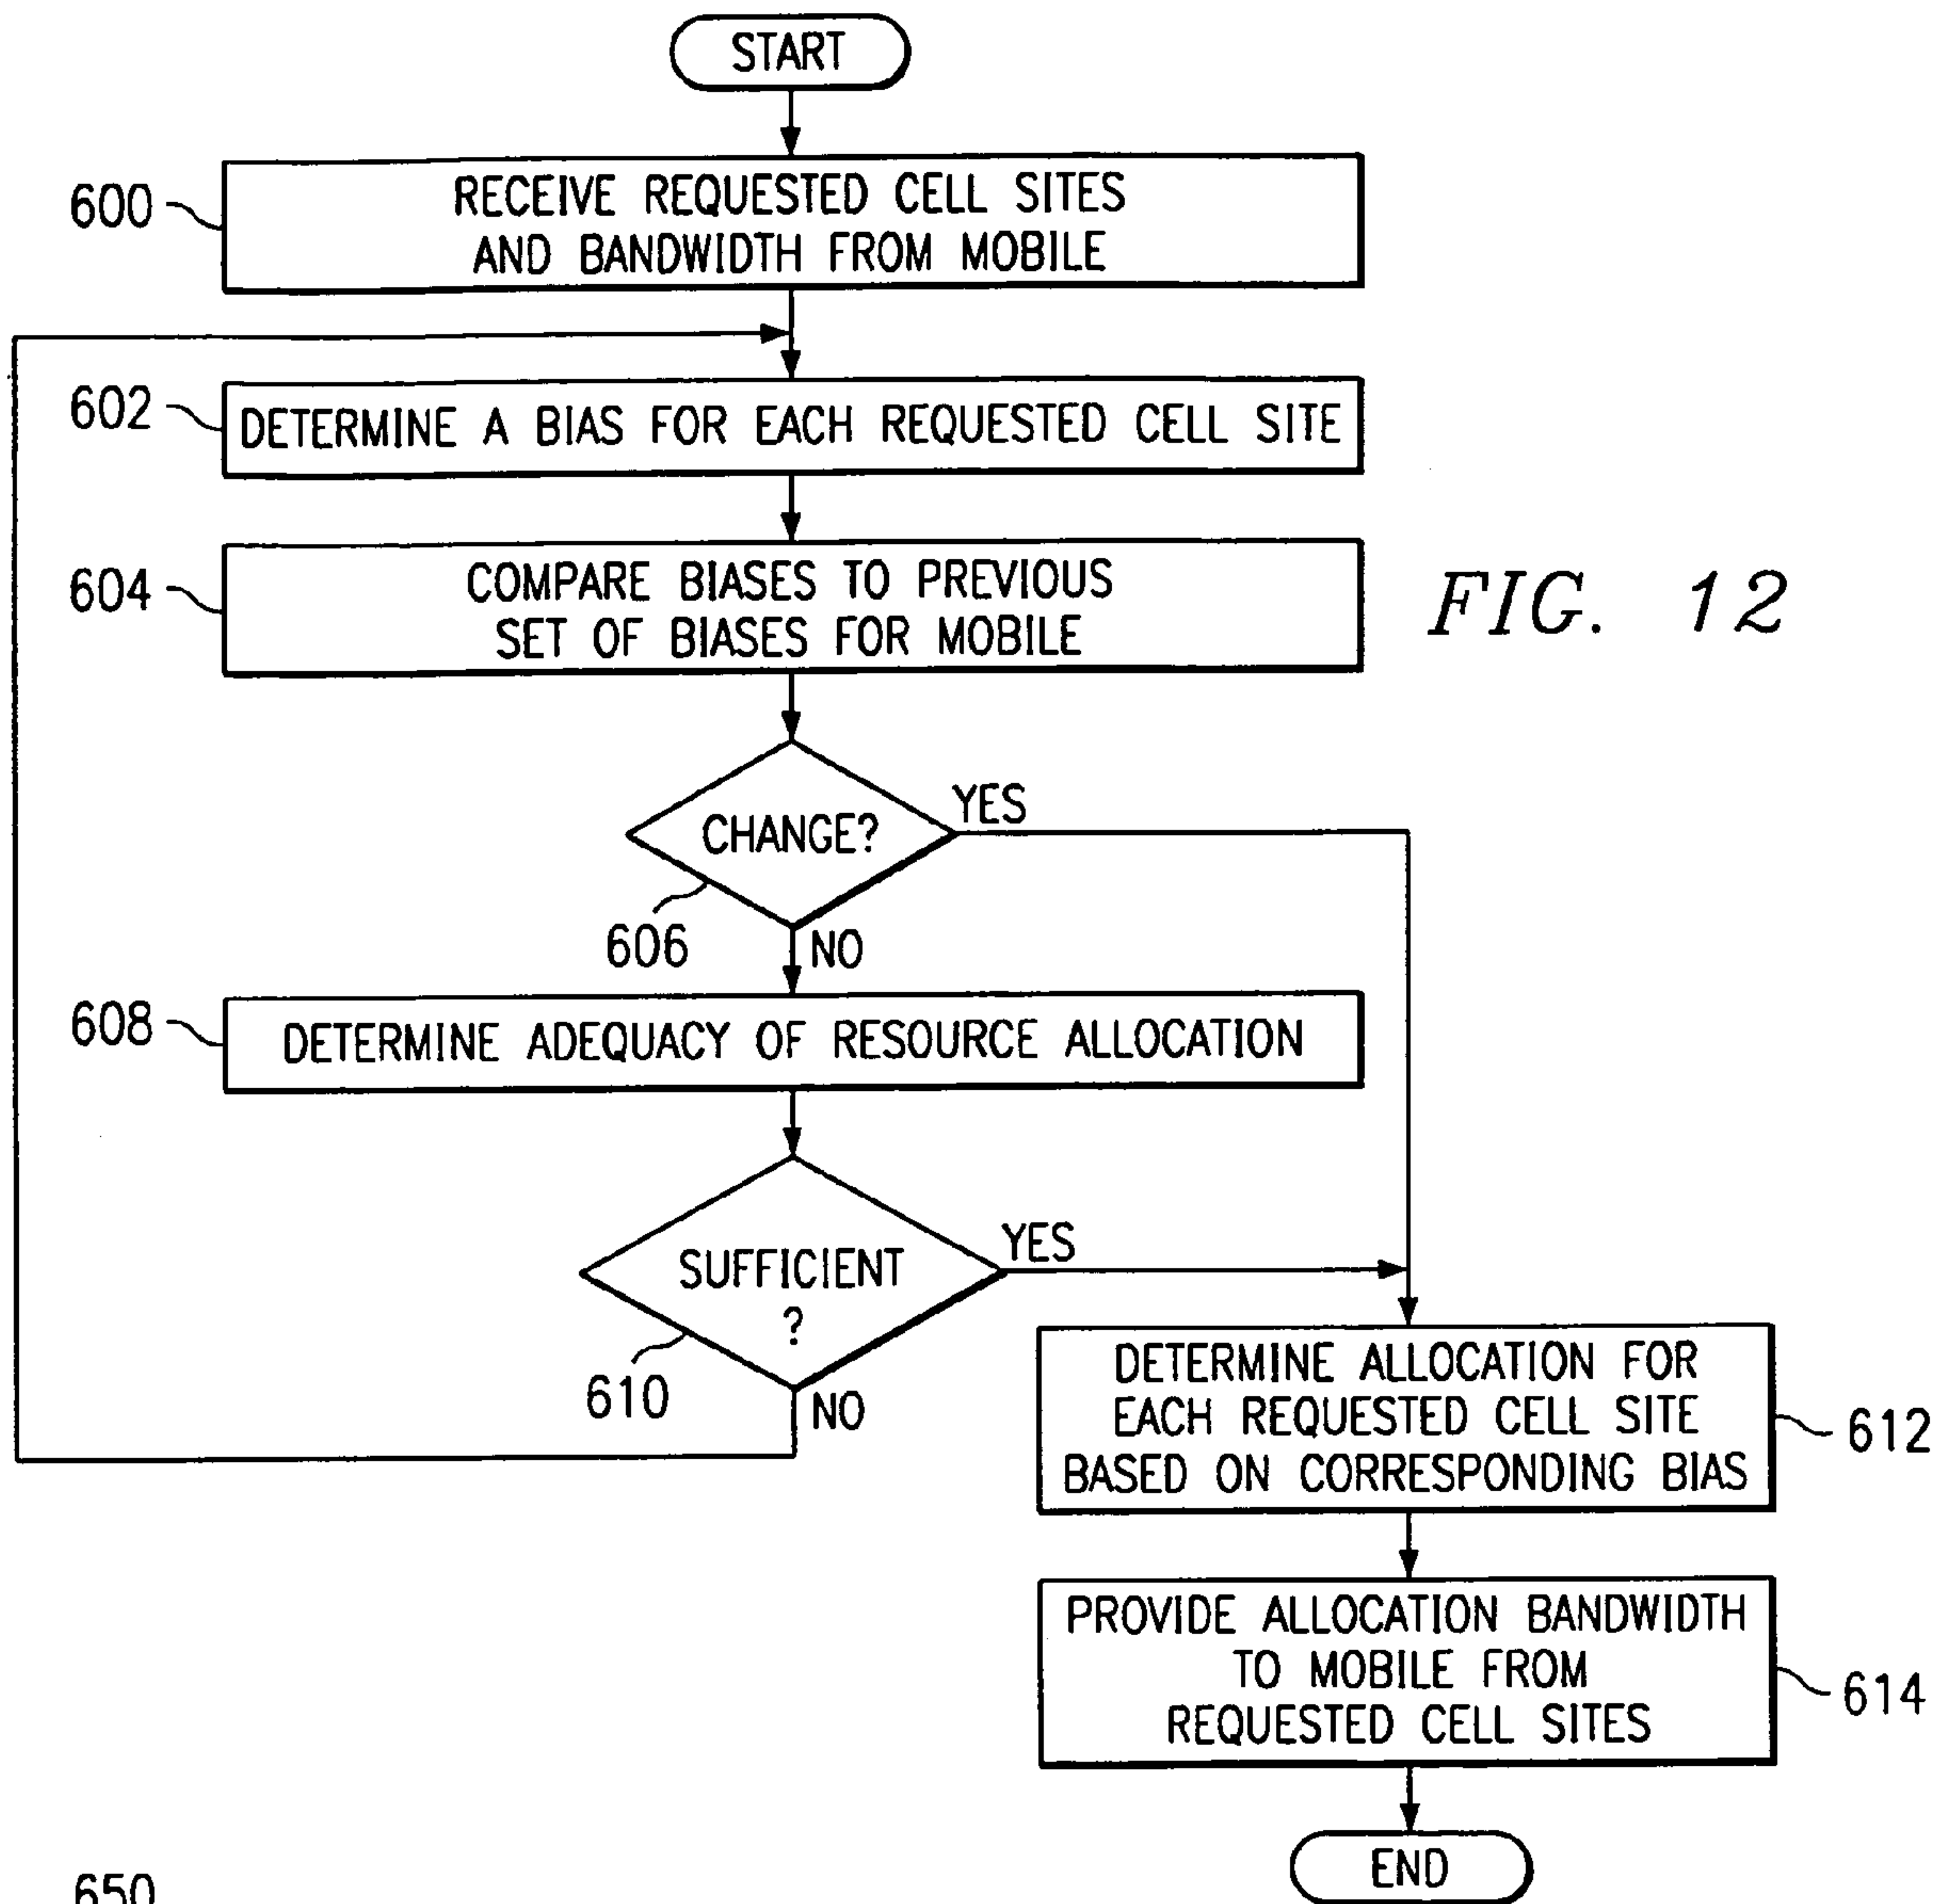 START
600
RECEIVE REQUESTED CELL SITES
AND BANDWIDTH FROM MOBILE
602
DETERMINE A BIAS FOR EACH REQUESTED CELL SITE
604
COMPARE BIASES TO PREVIOUS
SET OF BIASES FOR MOBILE
FIG. 12
CHANGE?
YES
606
NO
608
DETERMINE ADEQUACY OF RESOURCE ALLOCATION
SUFFICIENT
?
YES
610
NO
DETERMINE ALLOCATION FOR
EACH REQUESTED CELL SITE
BASED ON CORRESPONDING BIAS
612
PROVIDE ALLOCATION BANDWIDTH
TO MOBILE FROM
REQUESTED CELL SITES
614
END
650